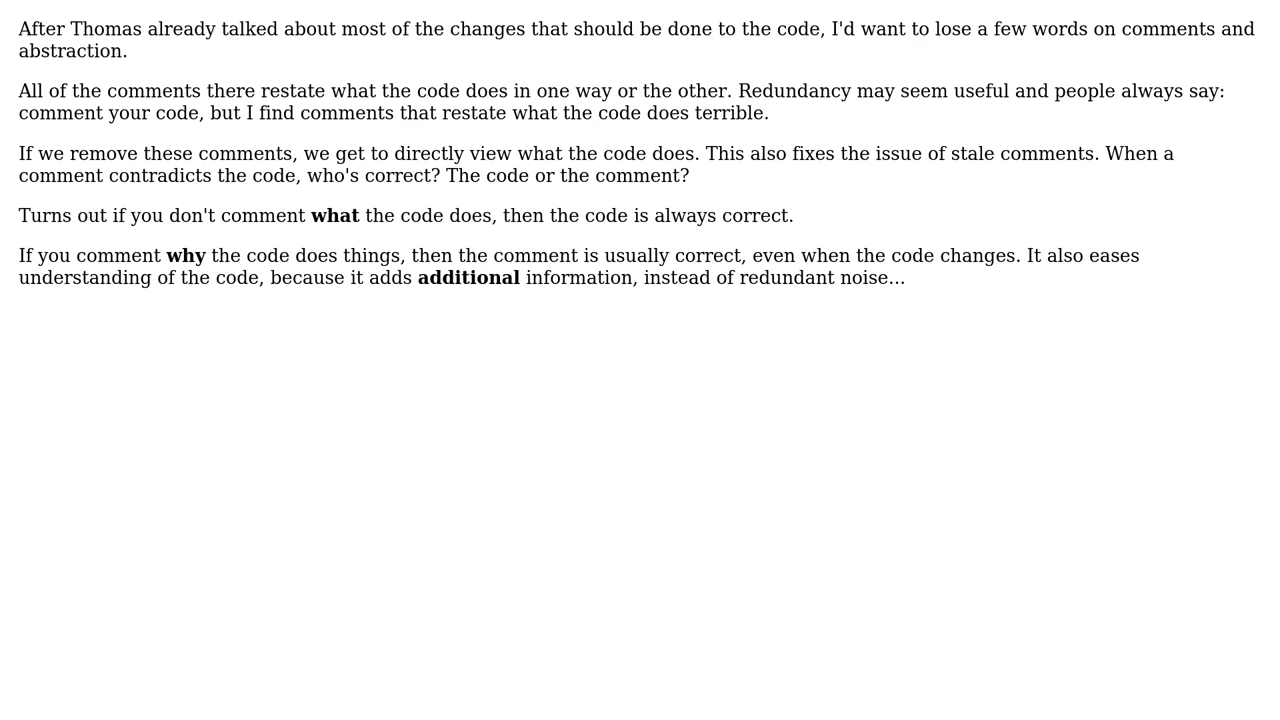 After Thomas already talked about most of the changes that should be done to the code, I'd want to lose a few words on comments and
abstraction.
All of the comments there restate what the code does in one way or the other. Redundancy may seem useful and people always say:
comment your code, but I find comments that restate what the code does terrible.
If we remove these comments, we get to directly view what the code does. This also fixes the issue of stale comments. When a
comment contradicts the code, who's correct? The code or the comment?
Turns out if you don't comment what the code does, then the code is always correct.
If you comment why the code does things, then the comment is usually correct, even when the code changes. It also eases
understanding of the code, because it adds additional information, instead of redundant noise...